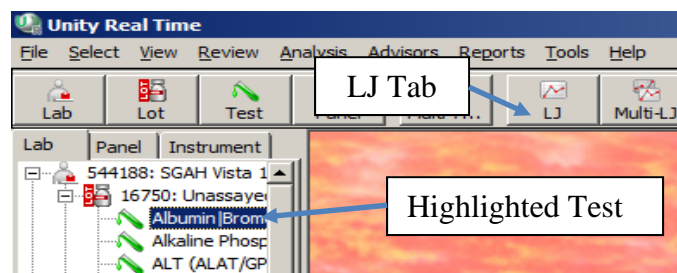 Unity Real Time
File Select View Review Analysis Advisors Reports Tools Help
LJ Tab
Lab Lot Test LJ Multi-LJ
Lab Panel Instrument
544188: SGAH Vista 1
16750: Unassaye
Highlighted Test
Albumin|Brom
Alkaline Phosp
ALT (ALAT/GP